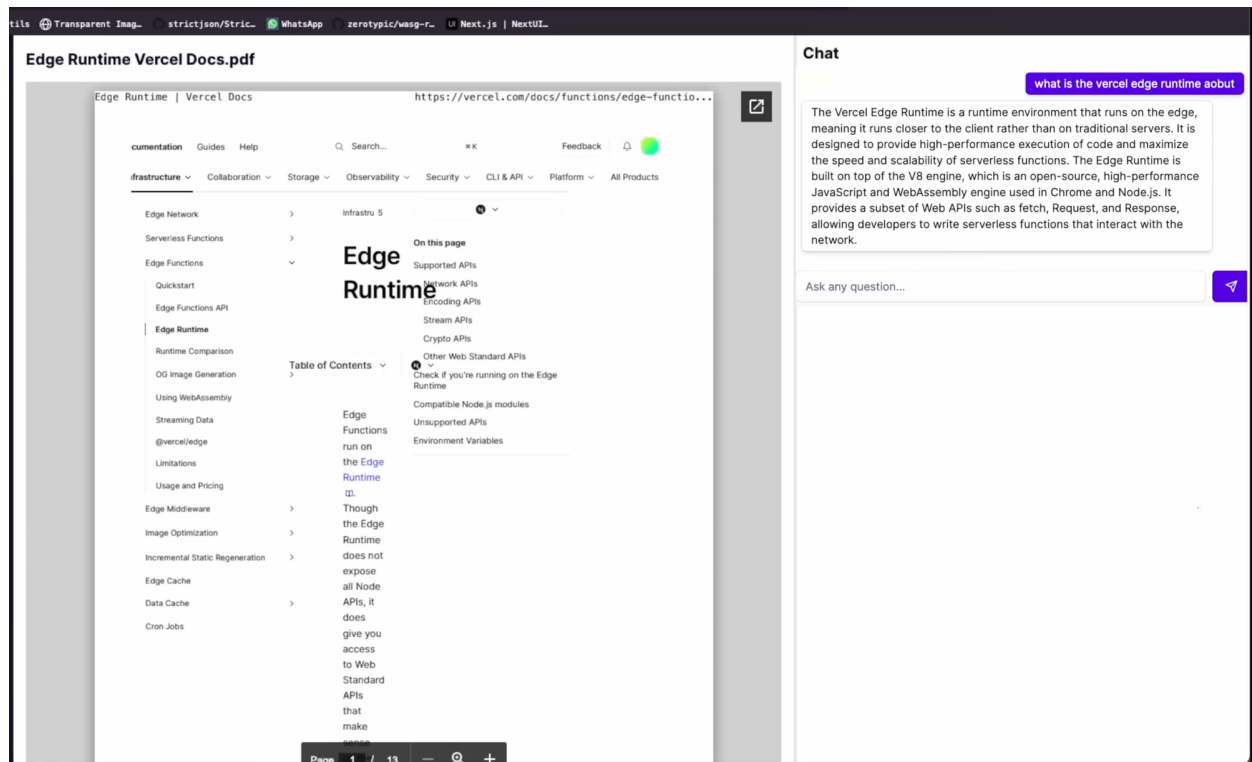 tils Transparent Imag… strictjson/Stric… WhatsApp zerotypic/wasg-r… UI Next.js | NextUI…
Edge Runtime Vercel Docs.pdf
Edge Runtime | Vercel Docs https://vercel.com/docs/functions/edge-functio...
cumentation Guides Help Search... ⌘K Feedback
frastructure Collaboration Storage Observability Security CLI & API Platform All Products
Edge Network
Serverless Functions
Edge Functions
Quickstart
Edge Functions API
Edge Runtime
Runtime Comparison
OG Image Generation
Using WebAssembly
Streaming Data
@vercel/edge
Limitations
Usage and Pricing
Edge Middleware
Image Optimization
Incremental Static Regeneration
Edge Cache
Data Cache
Cron Jobs
Infrastru 5
Edge
Runtime
Table of Contents
Edge
Functions
run on
the Edge
Runtime
.
Though
the Edge
Runtime
does not
expose
all Node
APIs, it
does
give you
access
to Web
Standard
APIs
that
make
sense
On this page
Supported APIs
Network APIs
Encoding APIs
Stream APIs
Crypto APIs
Other Web Standard APIs
Check if you're running on the Edge
Runtime
Compatible Node.js modules
Unsupported APIs
Environment Variables
Page 1 / 13
Chat
what is the vercel edge runtime aobut
The Vercel Edge Runtime is a runtime environment that runs on the edge,
meaning it runs closer to the client rather than on traditional servers. It is
designed to provide high-performance execution of code and maximize
the speed and scalability of serverless functions. The Edge Runtime is
built on top of the V8 engine, which is an open-source, high-performance
JavaScript and WebAssembly engine used in Chrome and Node.js. It
provides a subset of Web APIs such as fetch, Request, and Response,
allowing developers to write serverless functions that interact with the
network.
Ask any question...